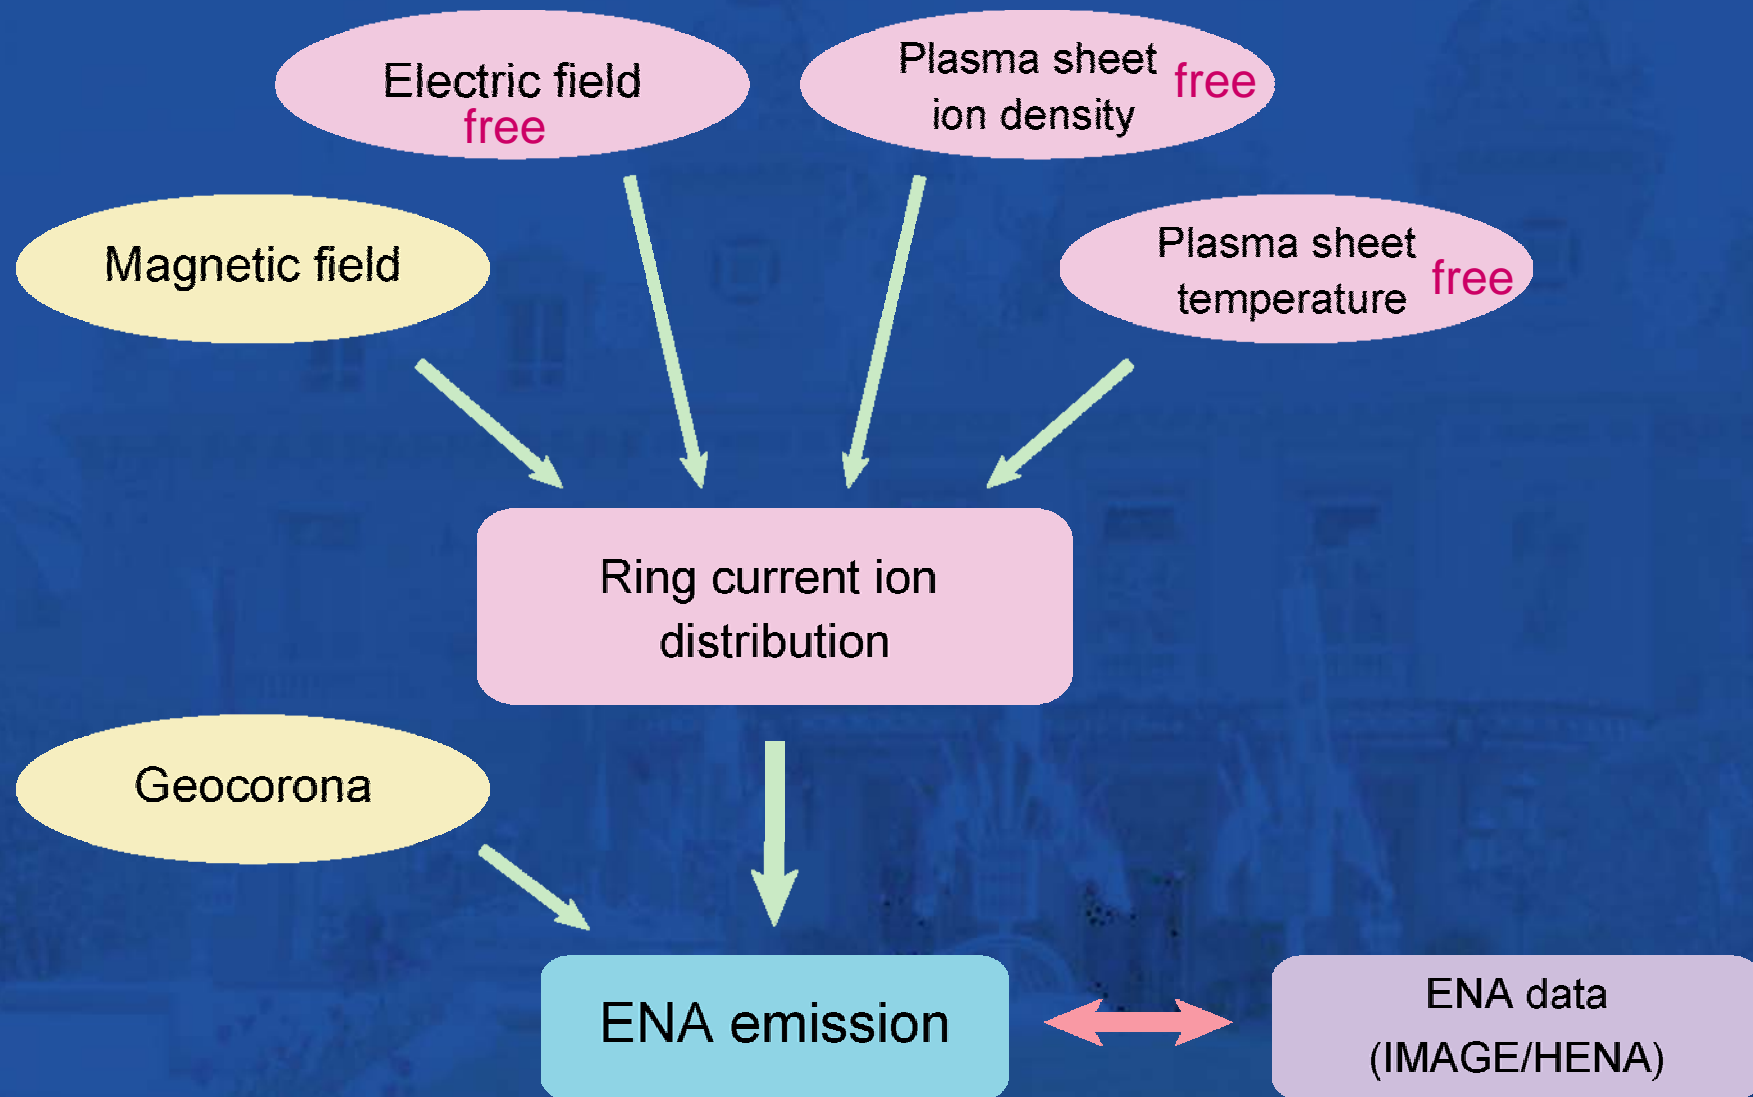 Electric field
free
Plasma sheet
ion density
free
Magnetic field
Plasma sheet
temperature
free
Ring current ion
distribution
Geocorona
ENA emission
ENA data
(IMAGE/HENA)